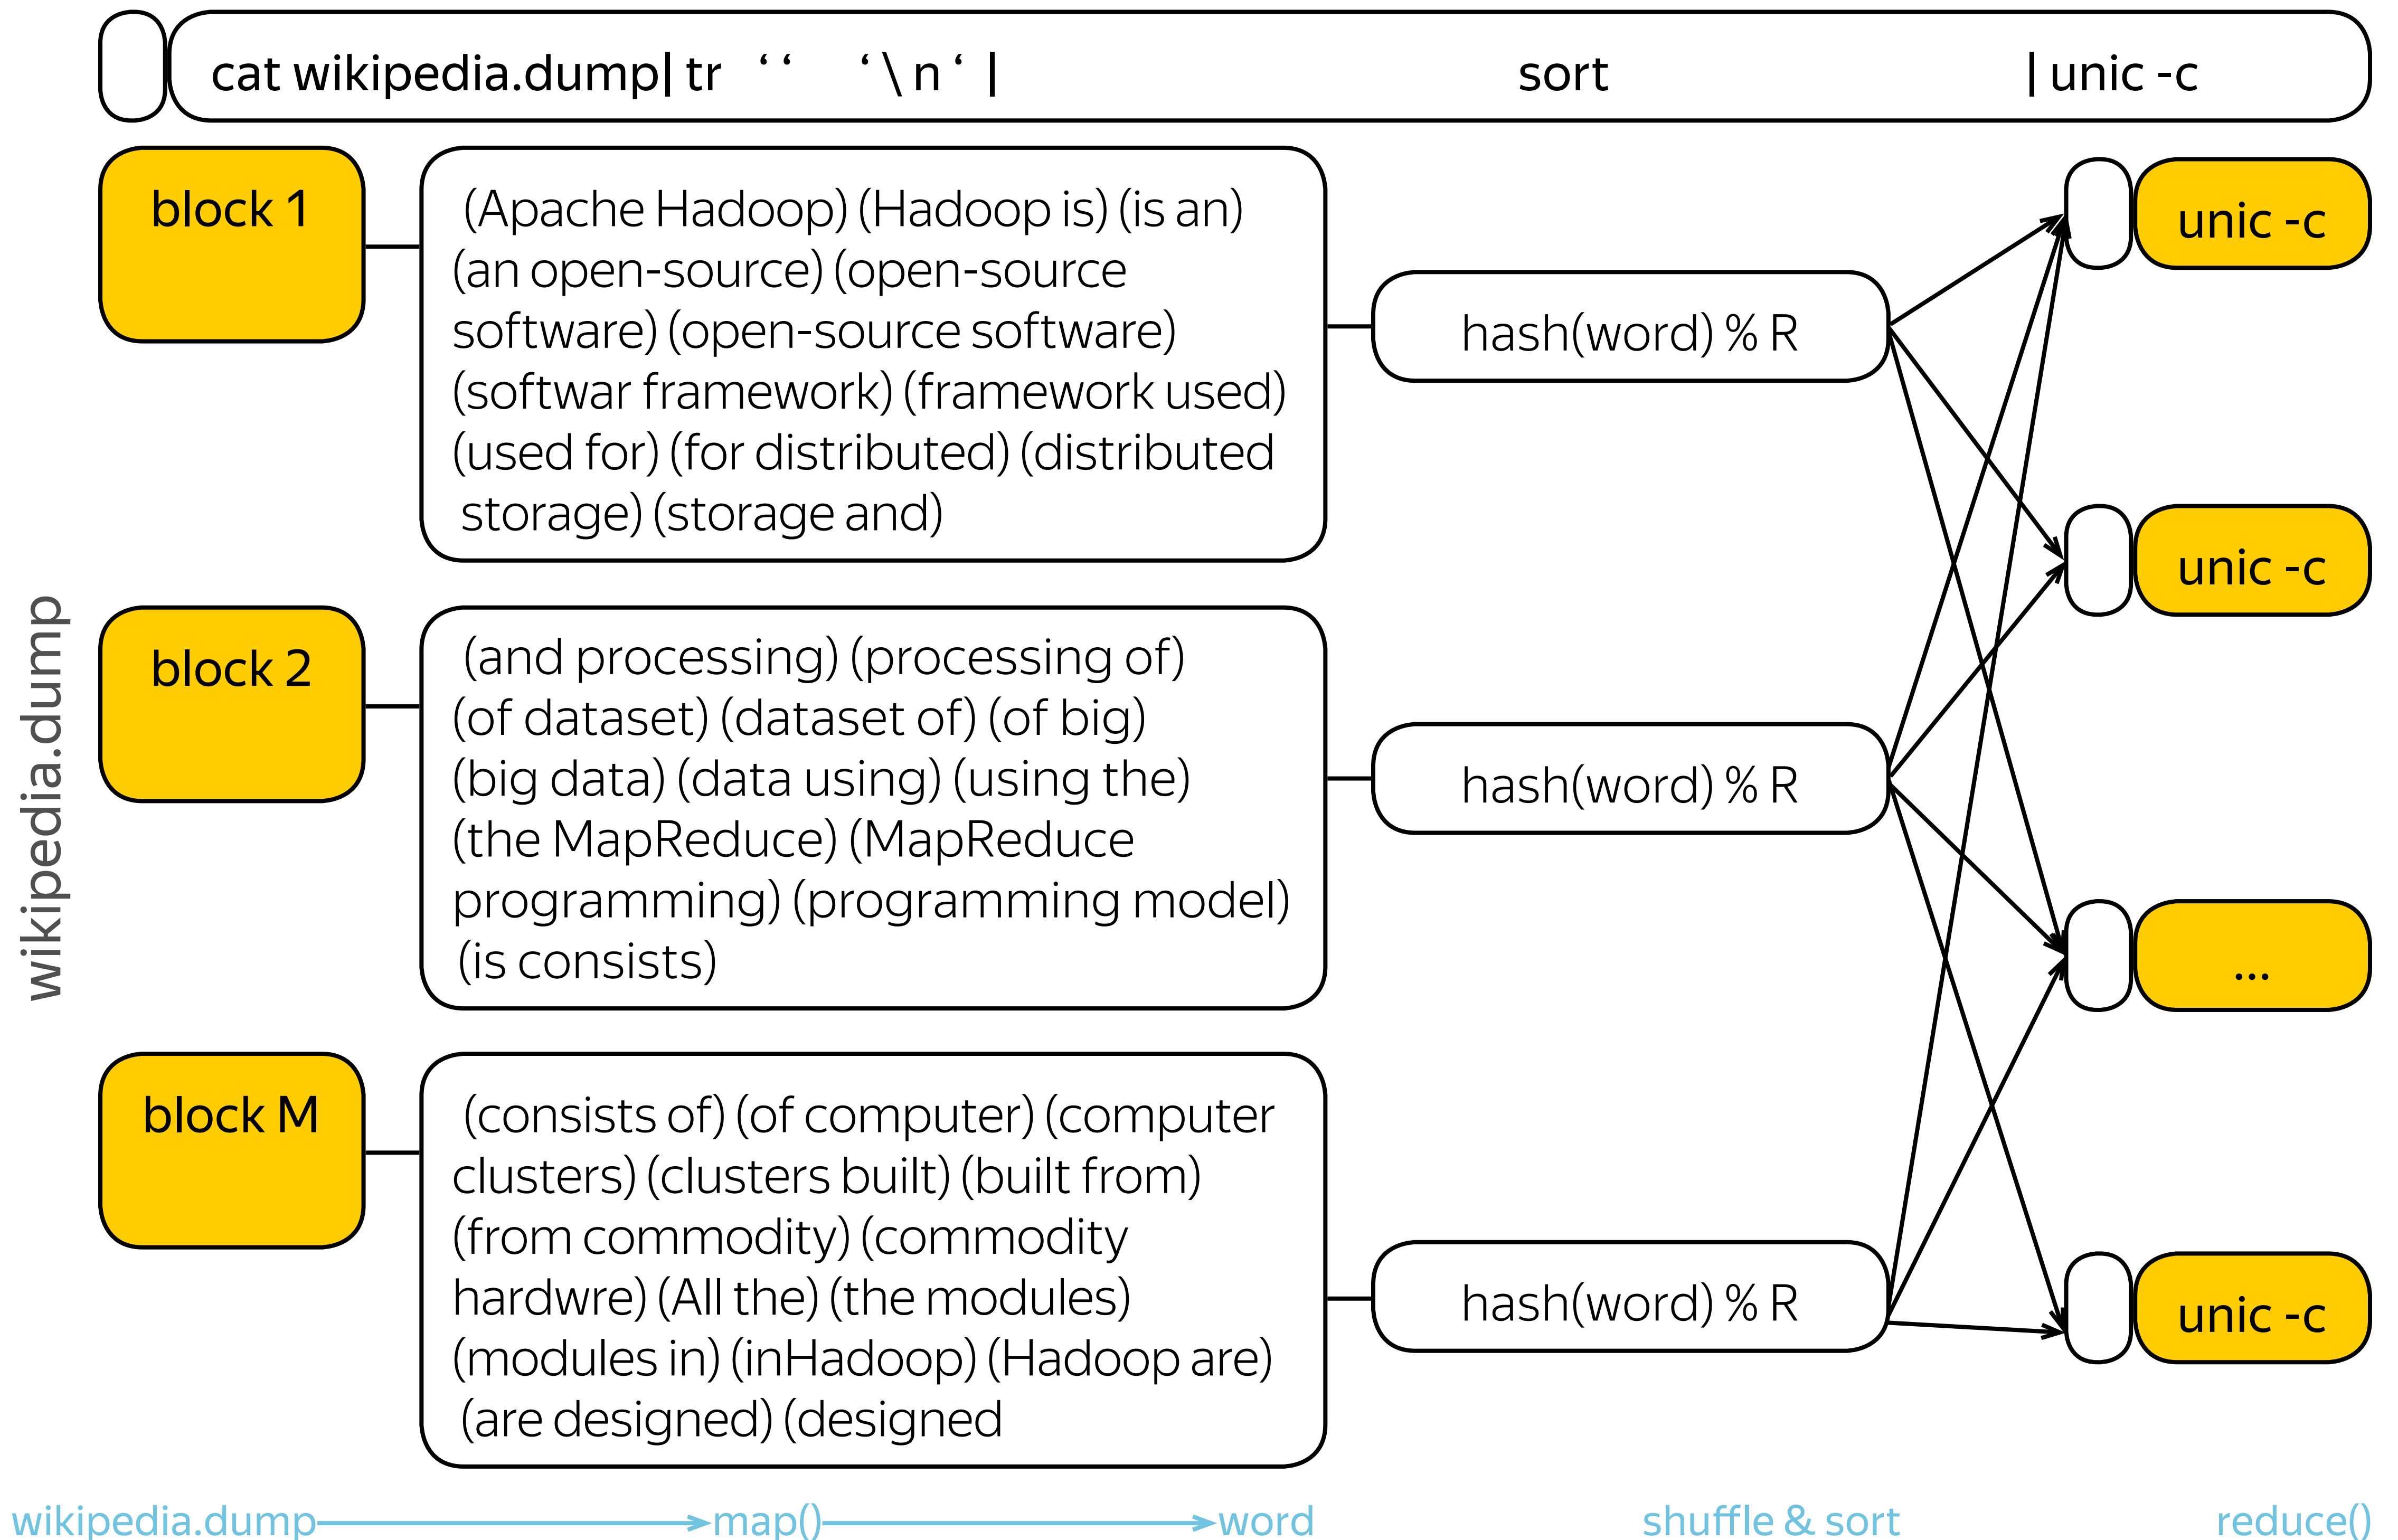 cat wikipedia.dump| tr ‘ ‘ ‘ \ n ‘ | sort | unic -c
wikipedia.dump
block 1
(Apache Hadoop) (Hadoop is) (is an)
(an open-source) (open-source
software) (open-source software)
(softwar framework) (framework used)
(used for) (for distributed) (distributed
storage) (storage and)
hash(word) % R
unic -c
unic -c
block 2
(and processing) (processing of)
(of dataset) (dataset of) (of big)
(big data) (data using) (using the)
(the MapReduce) (MapReduce
programming) (programming model)
(is consists)
hash(word) % R
...
block M
(consists of) (of computer) (computer
clusters) (clusters built) (built from)
(from commodity) (commodity
hardwre) (All the) (the modules)
(modules in) (inHadoop) (Hadoop are)
(are designed) (designed
hash(word) % R
unic -c
wikipedia.dump map() word shuffle & sort reduce()